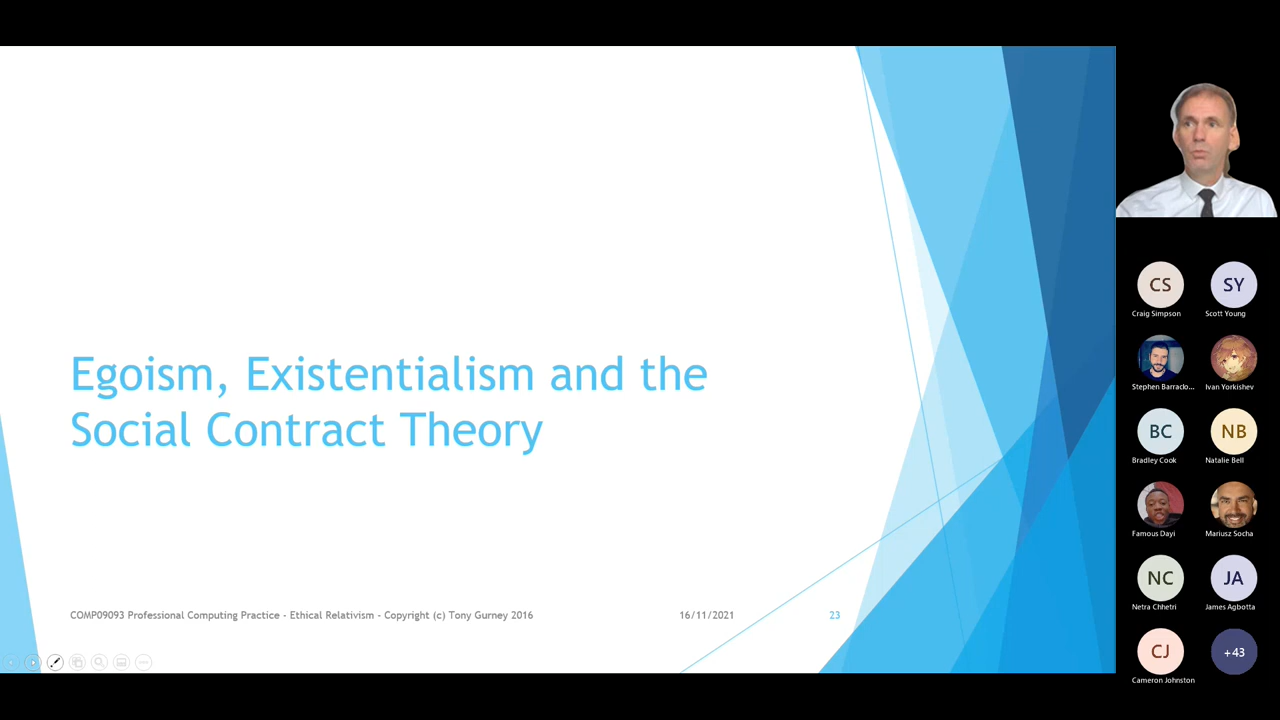 Egoism, Existentialism and the
Social Contract Theory
COMP09093 Professional Computing Practice - Ethical Relativism - Copyright (c) Tony Gurney 2016
16/11/2021
23
CS
SY
Craig Simpson
Scott Young
Stephen Barraclo...
Ivan Yorkishev
BC
NB
Bradley Cook
Natalie Bell
Famous Dayi
Mariusz Socha
NC
JA
Netra Chhetri
James Agbotta
CJ
+43
Cameron Johnston